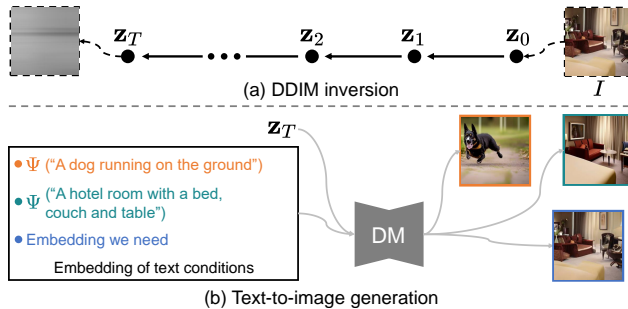 z_T z_2 z_1 z_0
I
(a) DDIM inversion
z_T
Ψ (“A dog running on the ground”)
Ψ (“A hotel room with a bed,
couch and table”)
Embedding we need
Embedding of text conditions
DM
(b) Text-to-image generation